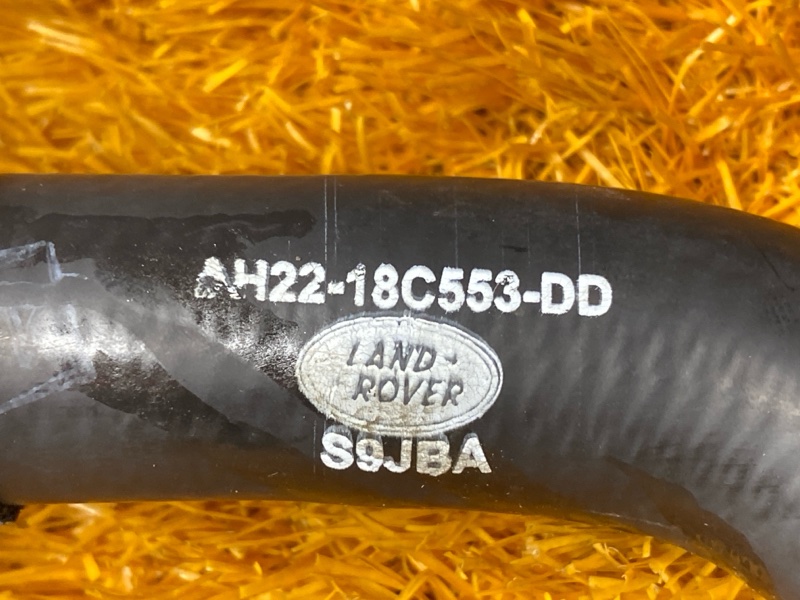 AH22-18C553-DD
LAND-
ROVER
S9JBA